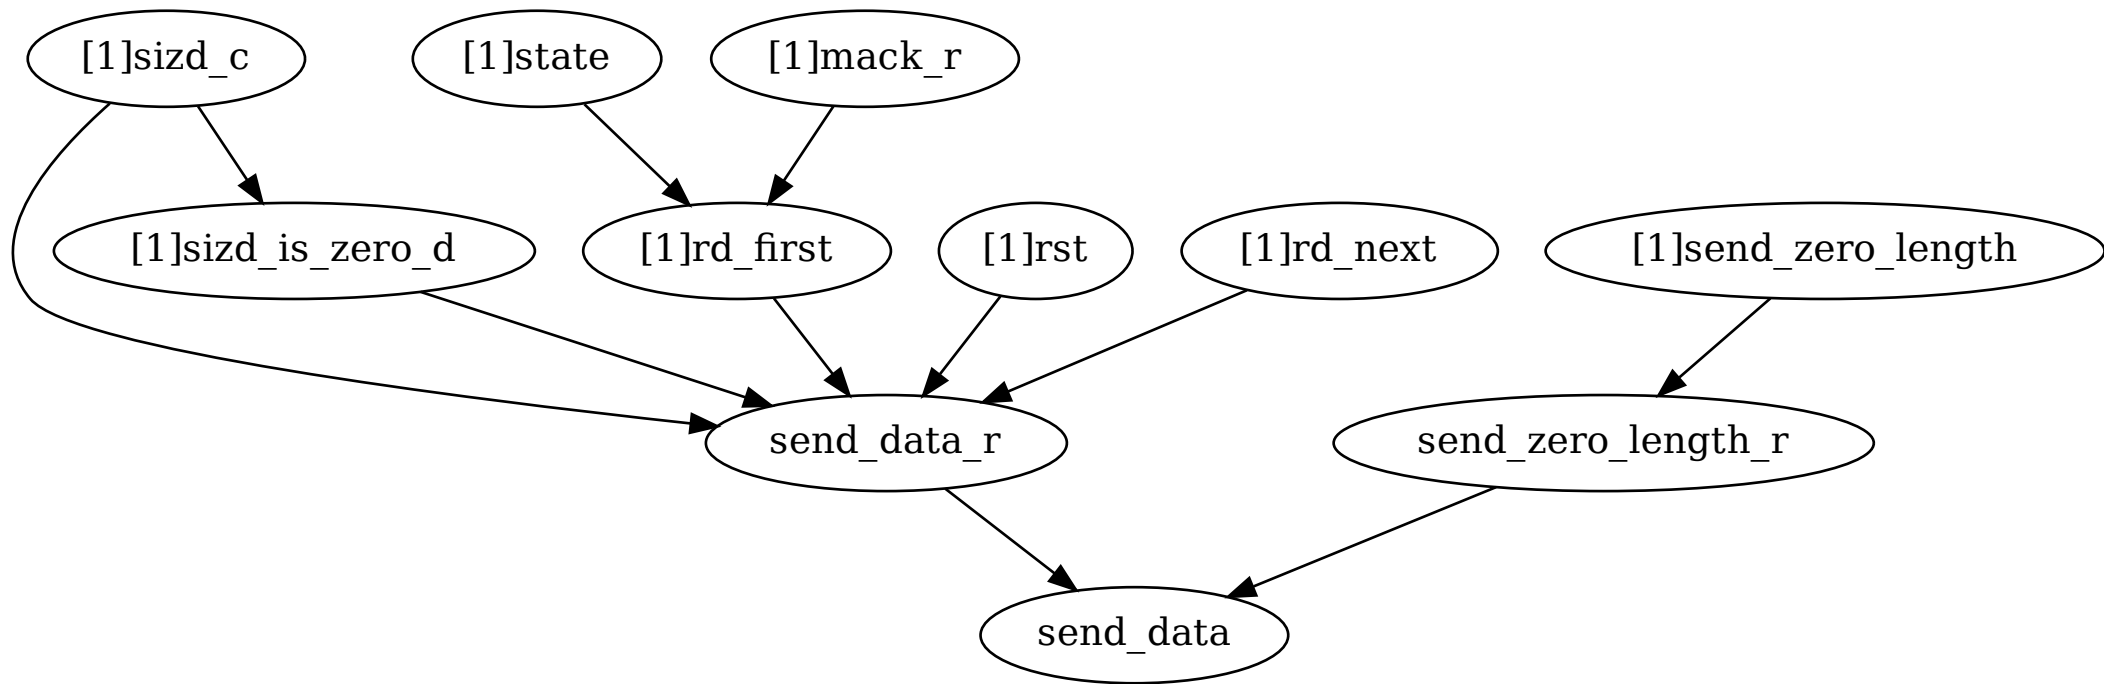 [1]sizd_c
[1]state
[1]mack_r
[1]sizd_is_zero_d
[1]rd_first
[1]rst
[1]rd_next
[1]send_zero_length
send_data_r
send_zero_length_r
send_data